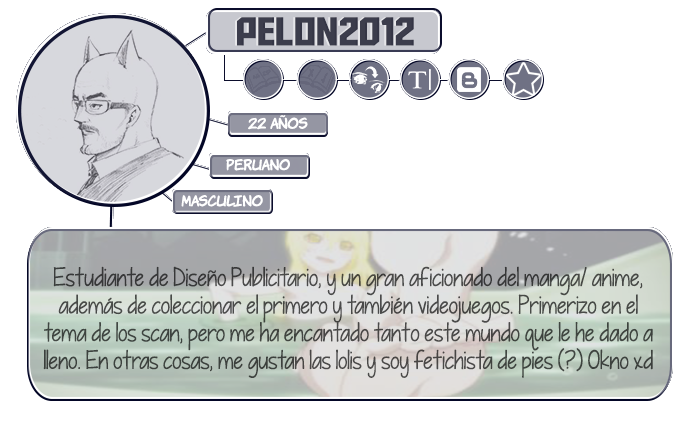 PELON2012
T
B
22 AÑOS
PERUANO
MASCULINO
Estudiante de Diseño Publicitario, y un gran aficionado del manga/ anime,
además de coleccionar el primero y también videojuegos. Primerizo en el
tema de los scan, pero me ha encantado tanto este mundo que le he dado a
lleno. En otras cosas, me gustan las lolis y soy fetichista de pies (?) Okno xd